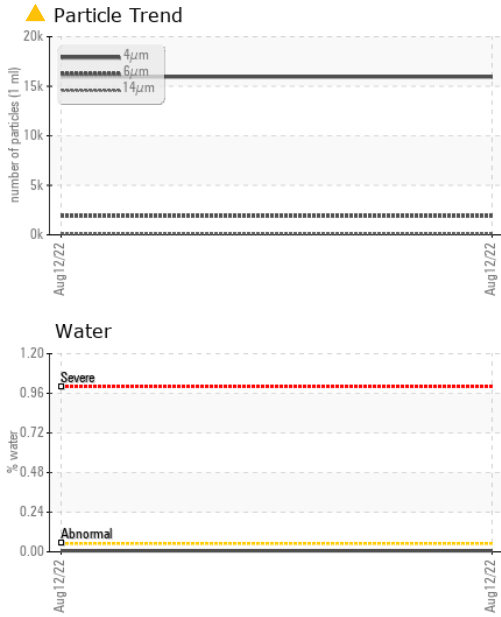 Particle Trend
number of particles (1 ml)
20k
15k
10k
5k
0k
4μm
6μm
14μm
Aug12/22
Aug12/22
Water
% water
1.20
0.96
0.72
0.48
0.24
0.00
Severe
Abnormal
Aug12/22
Aug12/22